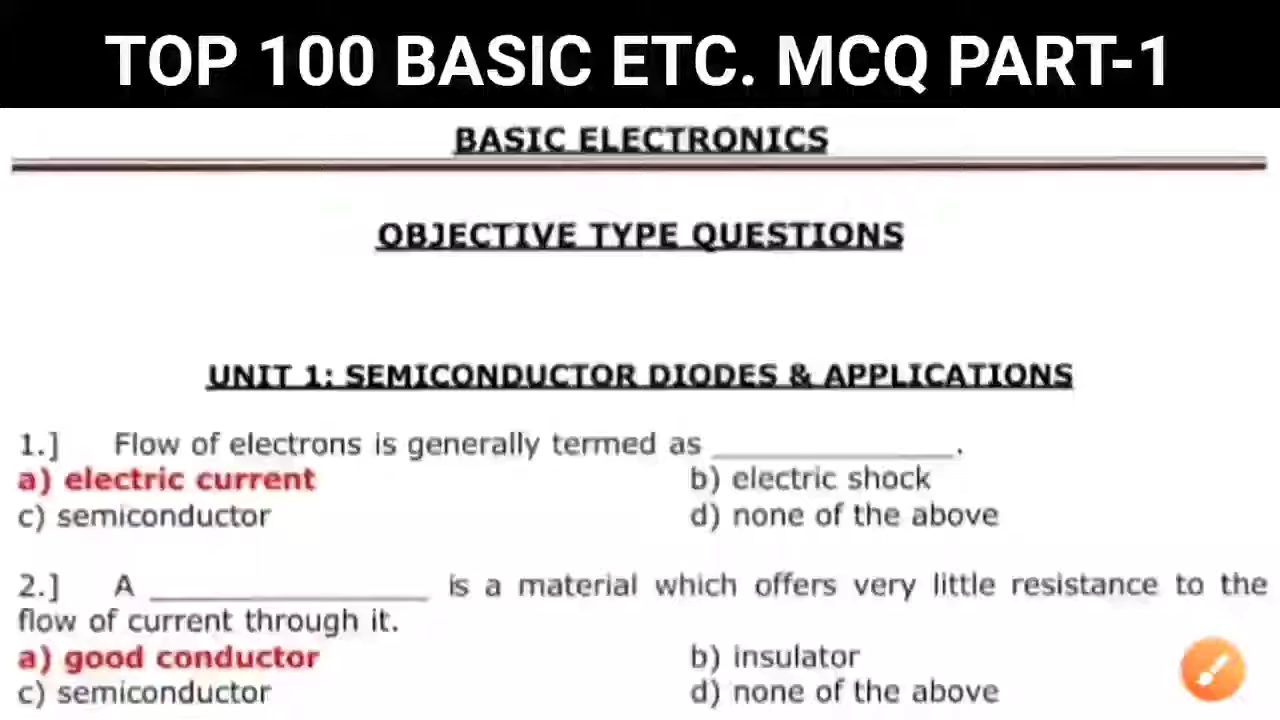 TOP 100 BASIC ETC. MCQ PART-1
BASIC ELECTRONICS
OBJECTIVE TYPE QUESTIONS
UNIT 1: SEMICONDUCTOR DIODES & APPLICATIONS
1.] Flow of electrons is generally termed as ______________.
a) electric current b) electric shock
c) semiconductor d) none of the above
2.] A ________________ is a material which offers very little resistance to the
flow of current through it.
a) good conductor b) insulator
c) semiconductor d) none of the above